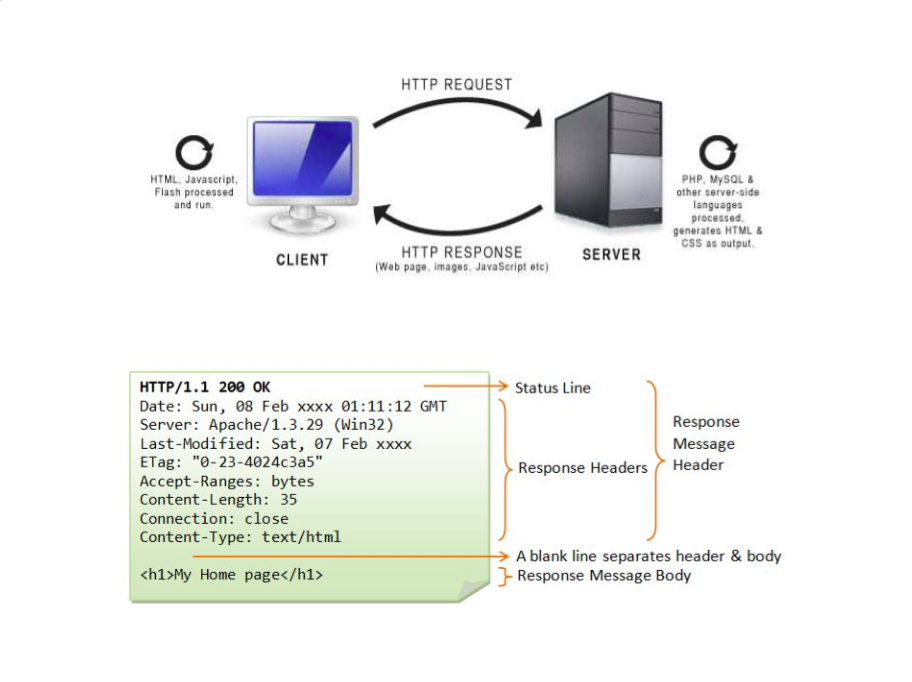 HTTP REQUEST
HTML, Javascript,
Flash processed
and run.
PHP, MySQL &
other server-side
languages
processed,
generates HTML &
CSS as output.
CLIENT
HTTP RESPONSE
(Web page, images, JavaScript etc)
SERVER
HTTP/1.1 200 OK
Date: Sun, 08 Feb xxxx 01:11:12 GMT
Server: Apache/1.3.29 (Win32)
Last-Modified: Sat, 07 Feb xxxx
ETag: "0-23-4024c3a5"
Accept-Ranges: bytes
Content-Length: 35
Connection: close
Content-Type: text/html
<h1>My Home page</h1>
Status Line
Response Headers
Response
Message
Header
A blank line separates header & body
Response Message Body